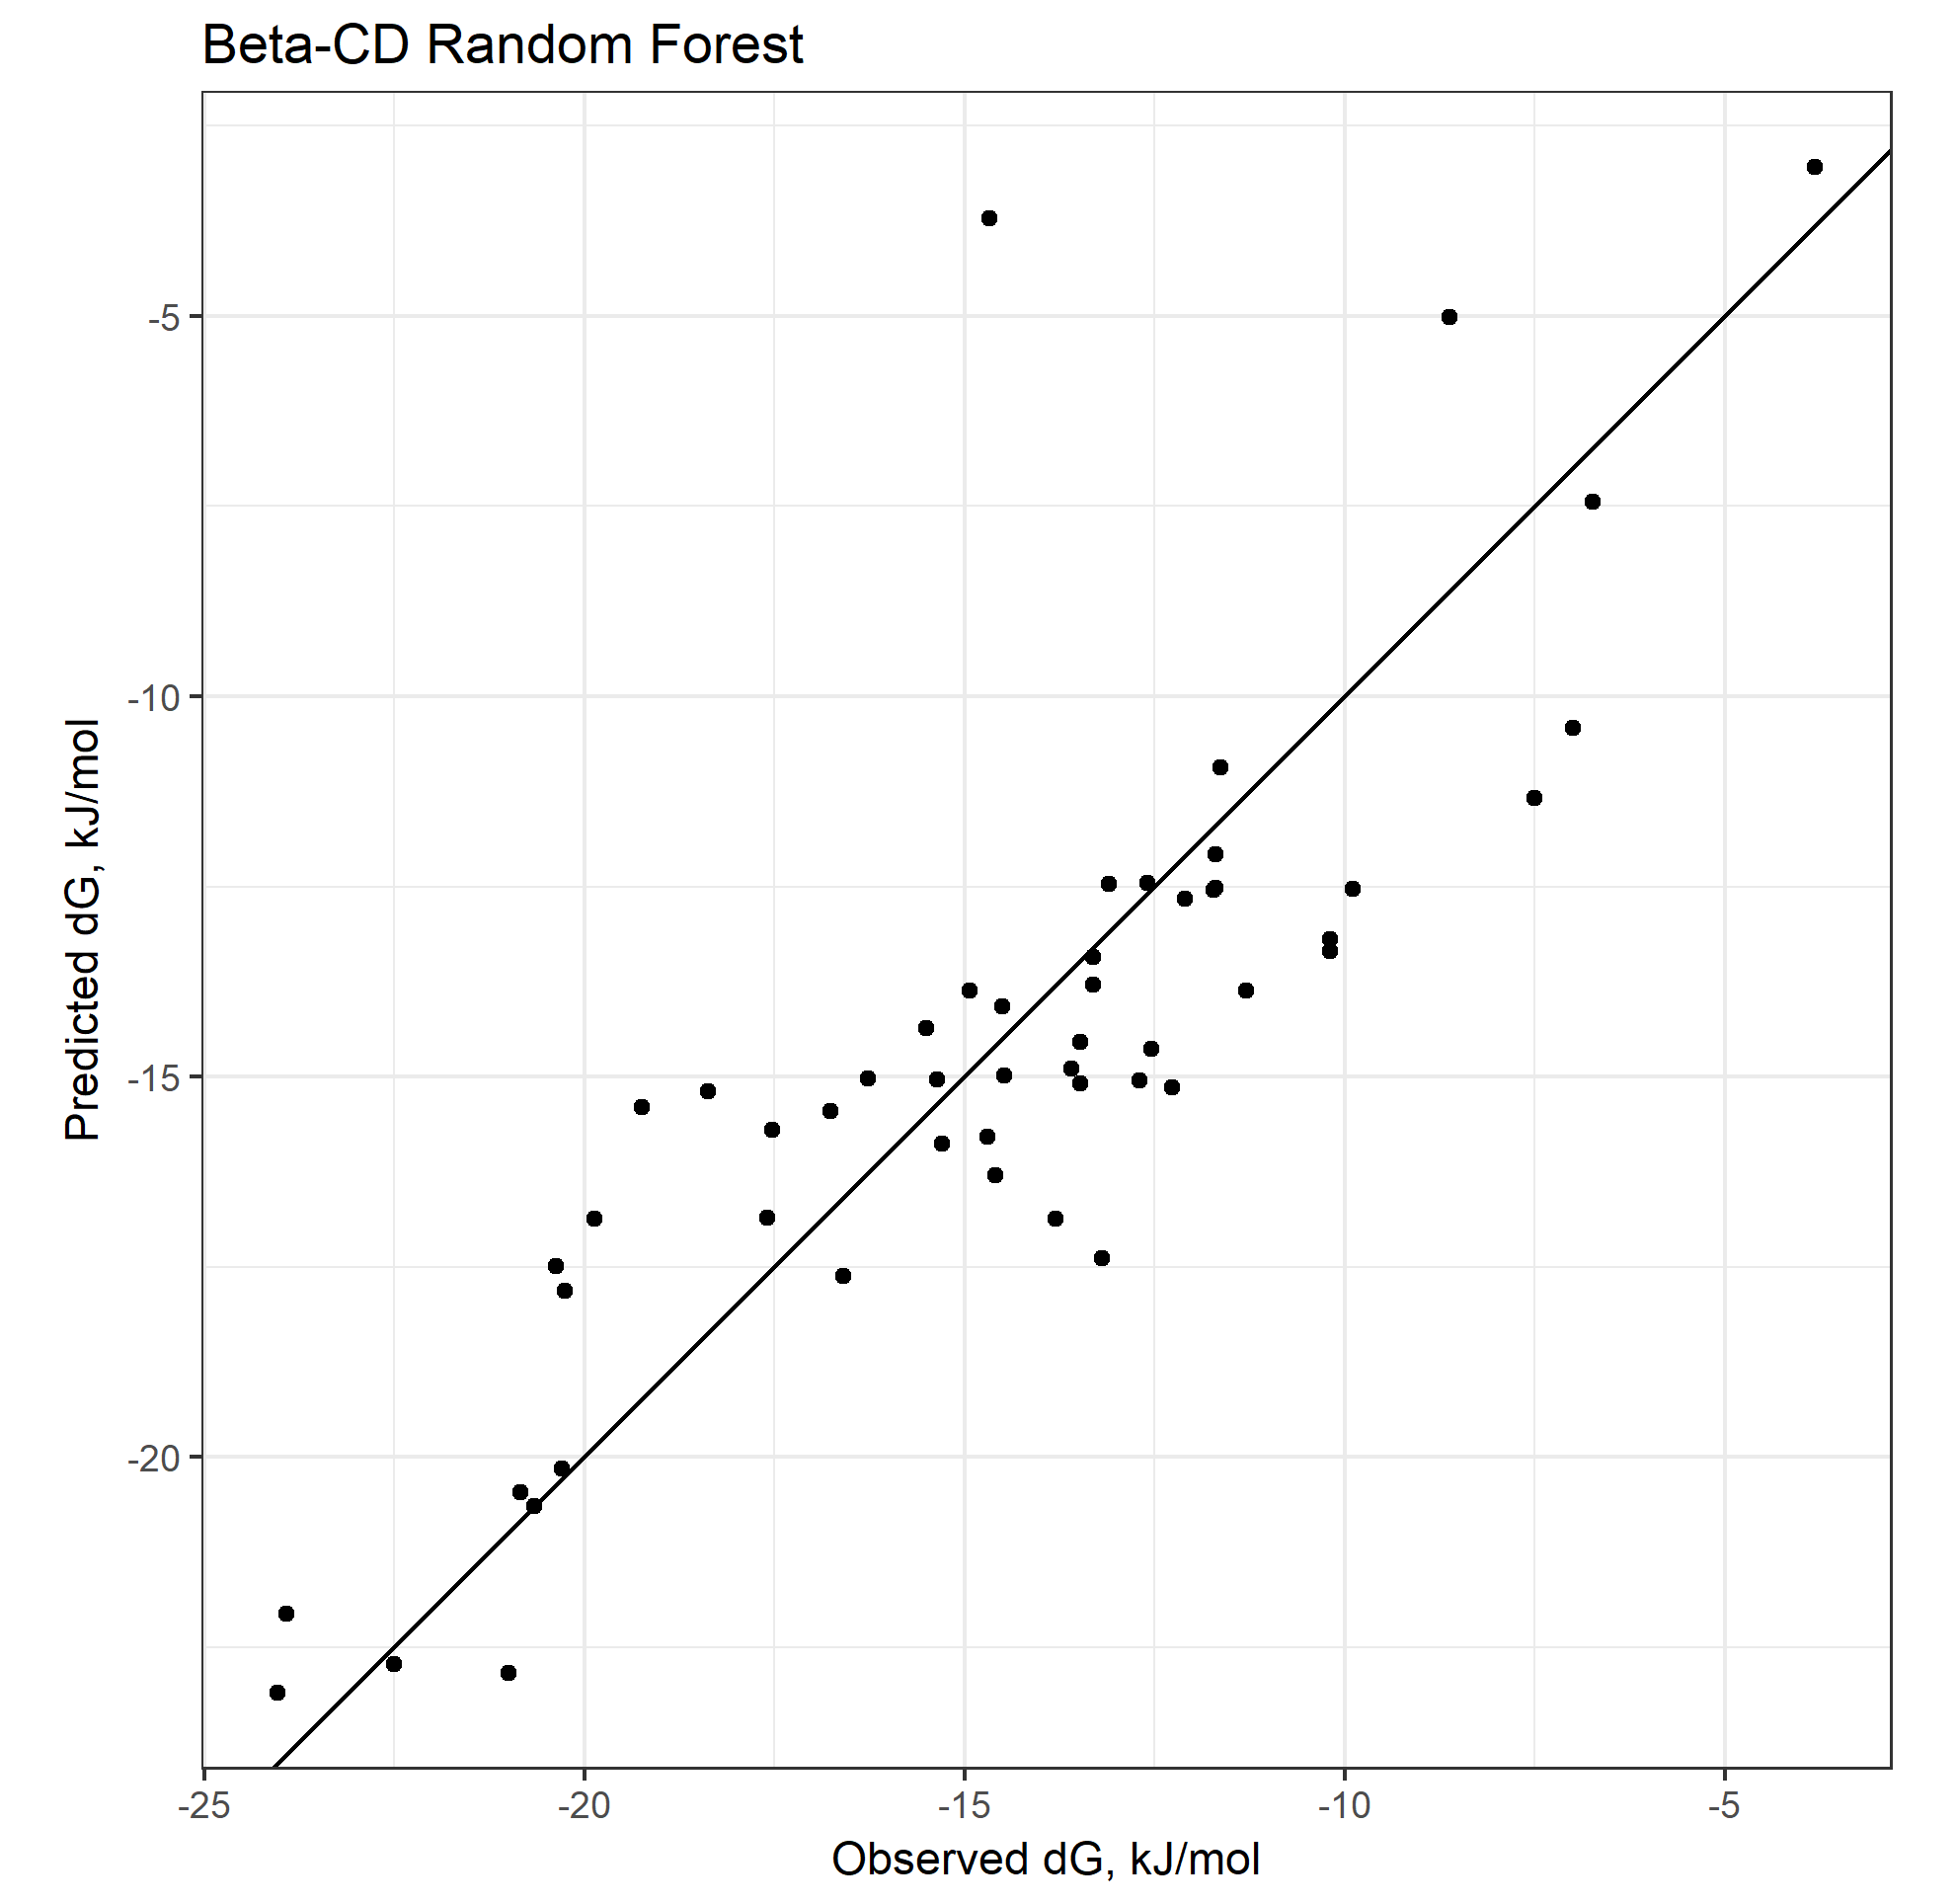 Beta-CD Random Forest
Predicted dG, kJ/mol
-5
-10
-15
-20
-25 -20 -15 -10 -5
Observed dG, kJ/mol